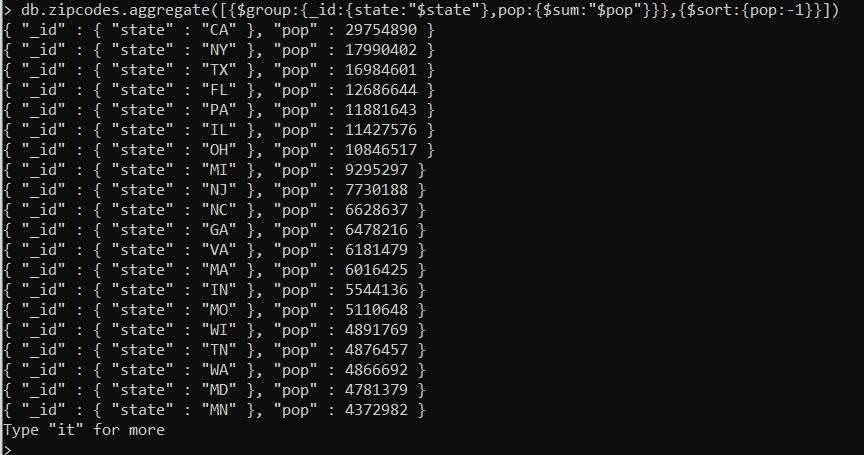 > db.zipcodes.aggregate([{$group:{_id:{state:"$state"},pop:{$sum:"$pop"}}},{$sort:{pop:-1}}])
{ "_id" : { "state" : "CA" }, "pop" : 29754890 }
{ "_id" : { "state" : "NY" }, "pop" : 17990402 }
{ "_id" : { "state" : "TX" }, "pop" : 16984601 }
{ "_id" : { "state" : "FL" }, "pop" : 12686644 }
{ "_id" : { "state" : "PA" }, "pop" : 11881643 }
{ "_id" : { "state" : "IL" }, "pop" : 11427576 }
{ "_id" : { "state" : "OH" }, "pop" : 10846517 }
{ "_id" : { "state" : "MI" }, "pop" : 9295297 }
{ "_id" : { "state" : "NJ" }, "pop" : 7730188 }
{ "_id" : { "state" : "NC" }, "pop" : 6628637 }
{ "_id" : { "state" : "GA" }, "pop" : 6478216 }
{ "_id" : { "state" : "VA" }, "pop" : 6181479 }
{ "_id" : { "state" : "MA" }, "pop" : 6016425 }
{ "_id" : { "state" : "IN" }, "pop" : 5544136 }
{ "_id" : { "state" : "MO" }, "pop" : 5110648 }
{ "_id" : { "state" : "WI" }, "pop" : 4891769 }
{ "_id" : { "state" : "TN" }, "pop" : 4876457 }
{ "_id" : { "state" : "WA" }, "pop" : 4866692 }
{ "_id" : { "state" : "MD" }, "pop" : 4781379 }
{ "_id" : { "state" : "MN" }, "pop" : 4372982 }
Type "it" for more
>